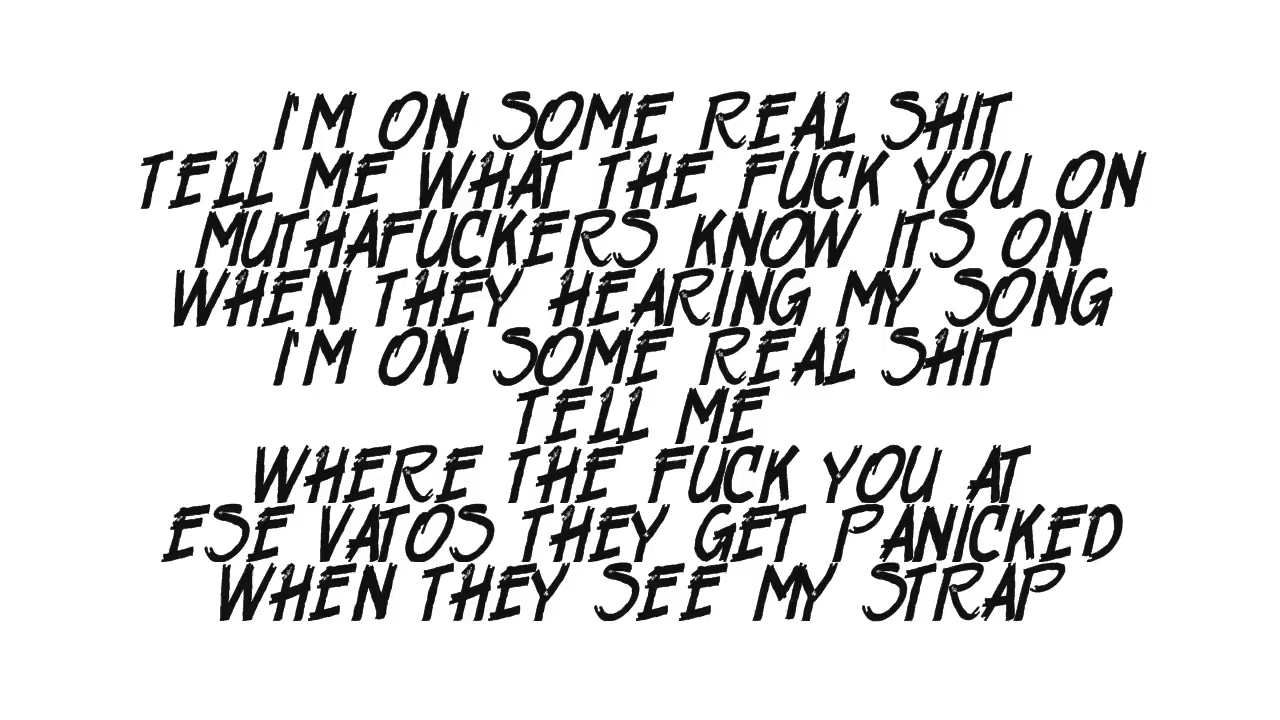 I'M ON SOME REAL SHIT
TELL ME WHAT THE FUCK YOU ON
MUTHAFUCKERS KNOW ITS ON
WHEN THEY HEARING MY SONG
I'M ON SOME REAL SHIT
TELL ME
WHERE THE FUCK YOU AT
ESE VATOS THEY GET PANICKED
WHEN THEY SEE MY STRAP